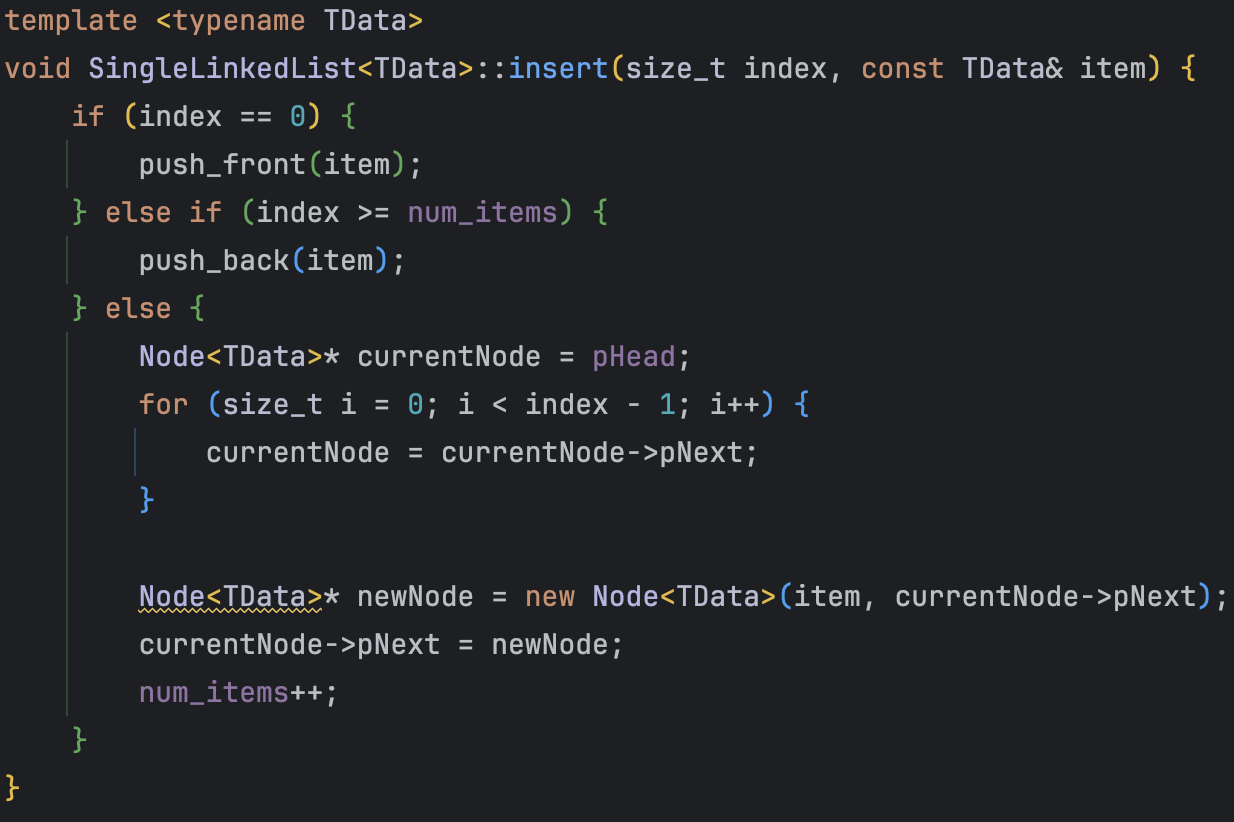 template <typename TData>
void SingleLinkedList<TData>::insert(size_t index, const TData& item) {
    if (index == 0) {
        push_front(item);
    } else if (index >= num_items) {
        push_back(item);
    } else {
        Node<TData>* currentNode = pHead;
        for (size_t i = 0; i < index - 1; i++) {
            currentNode = currentNode->pNext;
        }

        Node<TData>* newNode = new Node<TData>(item, currentNode->pNext);
        currentNode->pNext = newNode;
        num_items++;
    }
}